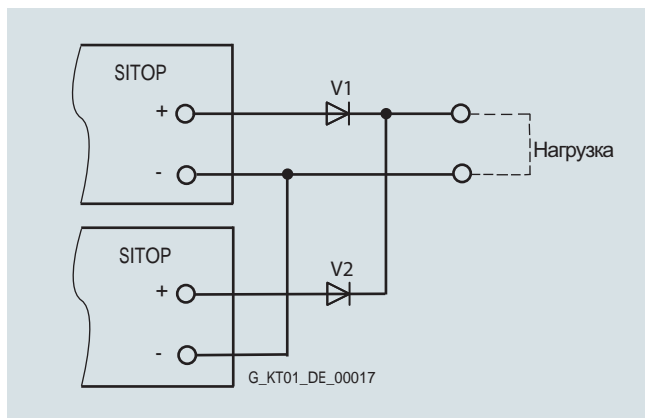 SITOP
V1
+
-
Нагрузка
SITOP
V2
+
-
G_KT01_DE_00017